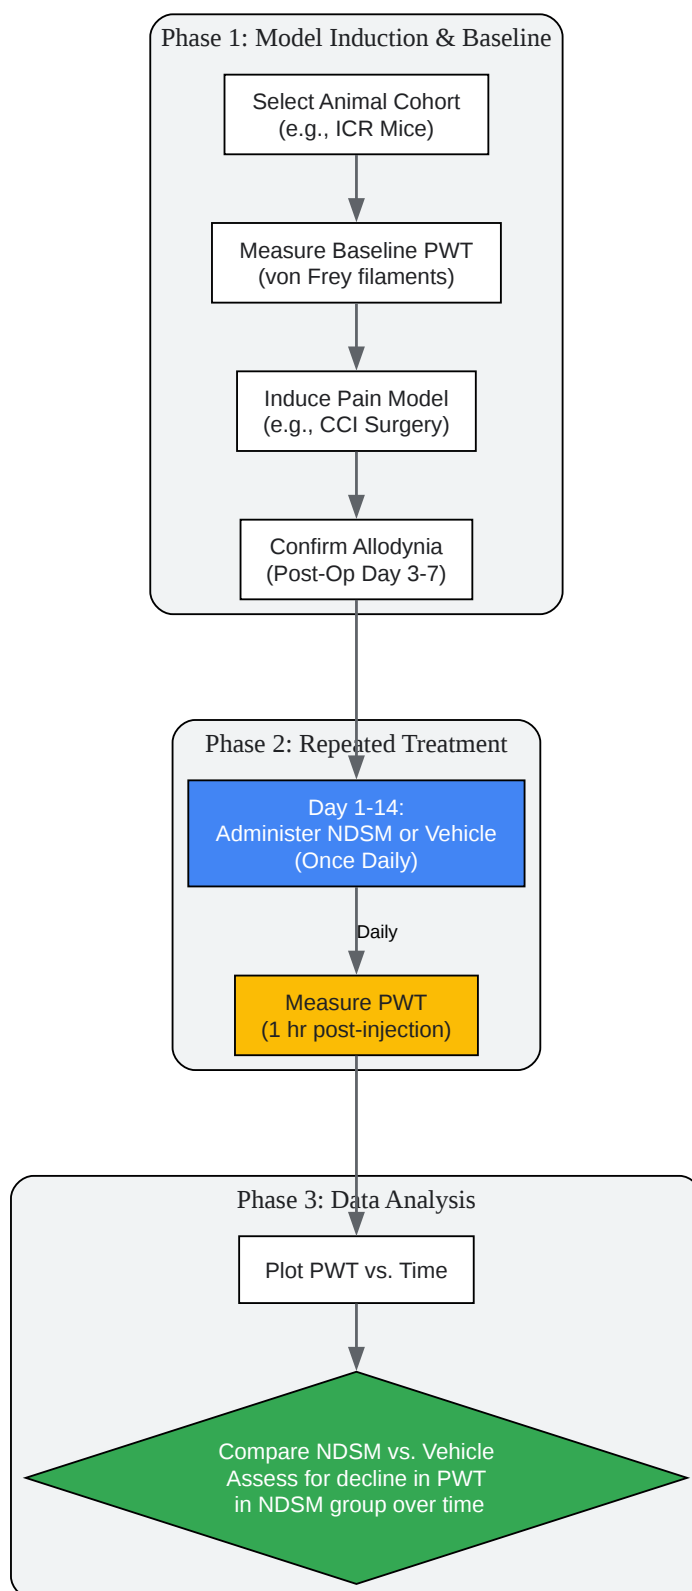 Phase 1: Model Induction & Baseline
Select Animal Cohort
(e.g., ICR Mice)
Measure Baseline PWT
(von Frey filaments)
Induce Pain Model
(e.g., CCI Surgery)
Confirm Allodynia
(Post-Op Day 3-7)
Phase 2: Repeated Treatment
Day 1-14:
Administer NDSM or Vehicle
(Once Daily)
Daily
Measure PWT
(1 hr post-injection)
Phase 3: Data Analysis
Plot PWT vs. Time
Compare NDSM vs. Vehicle
Assess for decline in PWT
in NDSM group over time